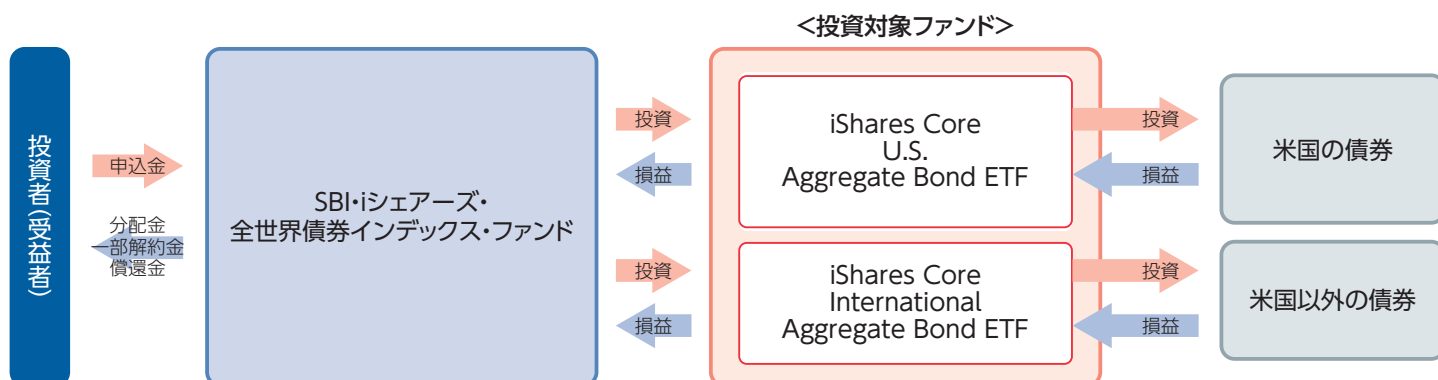 <投資対象ファンド>
投資者(受益者)
申込金
分配金
一部解約金
償還金
SBI・iシェアーズ・
全世界債券インデックス・ファンド
投資
損益
iShares Core
U.S.
Aggregate Bond ETF
投資
損益
米国の債券
投資
損益
iShares Core
International
Aggregate Bond ETF
投資
損益
米国以外の債券